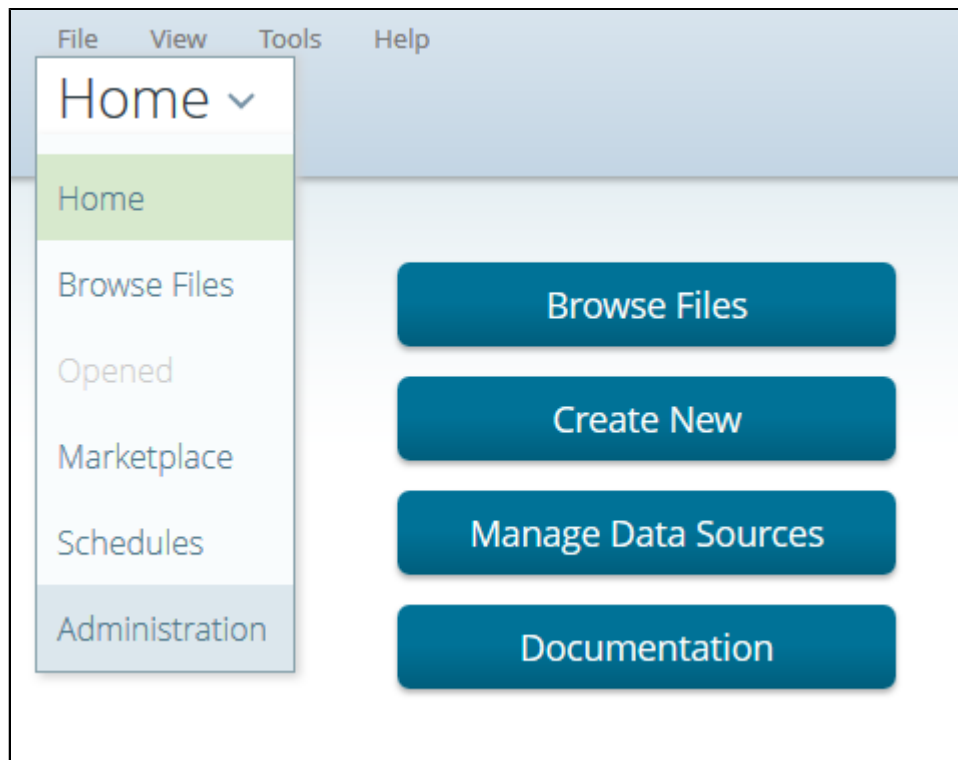 File View Tools Help
Home
Home
Browse Files
Opened
Marketplace
Schedules
Administration
Browse Files
Create New
Manage Data Sources
Documentation